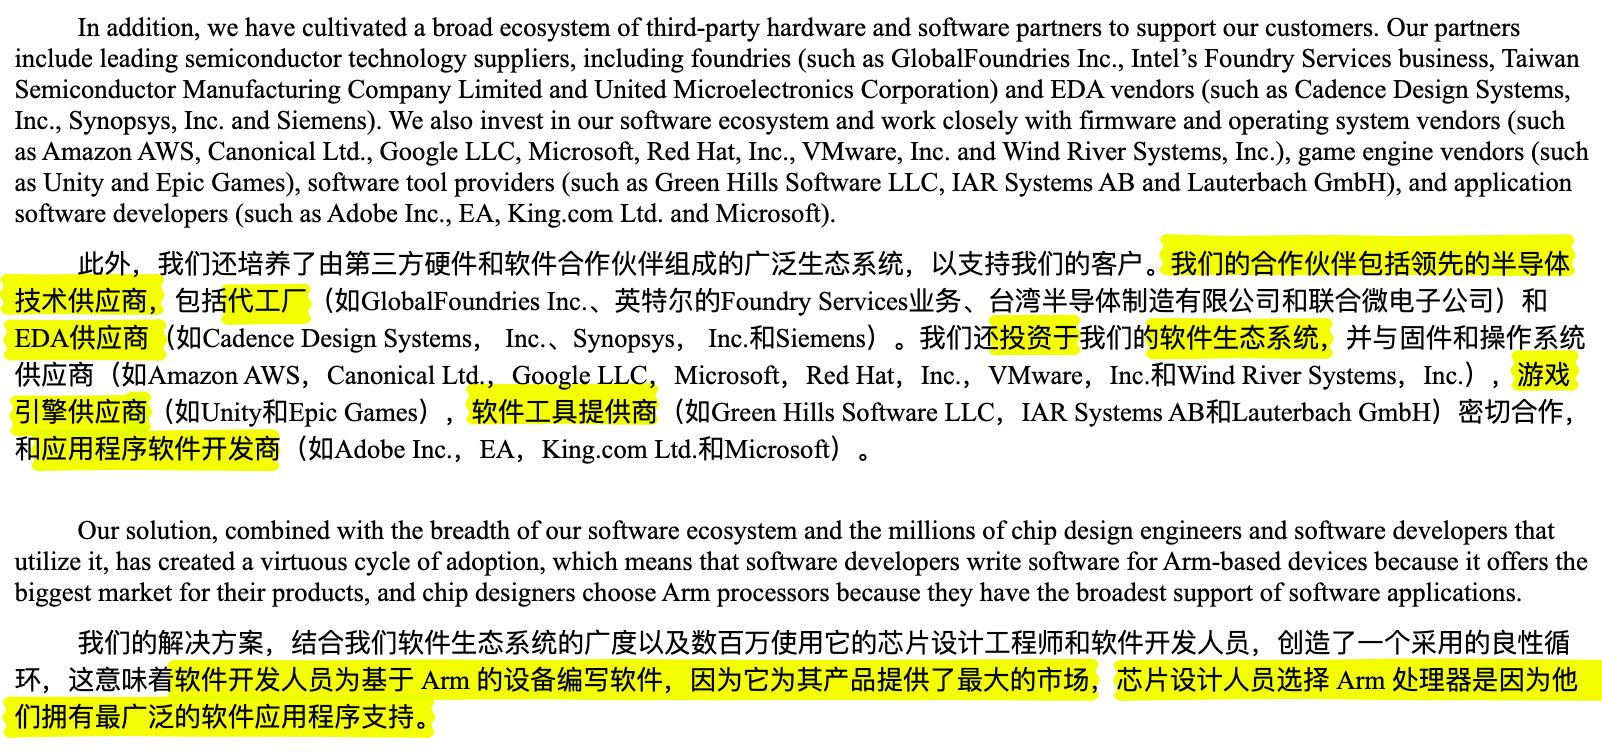 In addition, we have cultivated a broad ecosystem of third-party hardware and software partners to support our customers. Our partners
include leading semiconductor technology suppliers, including foundries (such as GlobalFoundries Inc., Intel’s Foundry Services business, Taiwan
Semiconductor Manufacturing Company Limited and United Microelectronics Corporation) and EDA vendors (such as Cadence Design Systems,
Inc., Synopsys, Inc. and Siemens). We also invest in our software ecosystem and work closely with firmware and operating system vendors (such
as Amazon AWS, Canonical Ltd., Google LLC, Microsoft, Red Hat, Inc., VMware, Inc. and Wind River Systems, Inc.), game engine vendors (such
as Unity and Epic Games), software tool providers (such as Green Hills Software LLC, IAR Systems AB and Lauterbach GmbH), and application
software developers (such as Adobe Inc., EA, King.com Ltd. and Microsoft).
此外，我们还培养了由第三方硬件和软件合作伙伴组成的广泛生态系统，以支持我们的客户。我们的合作伙伴包括领先的半导体
技术供应商，包括代工厂（如GlobalFoundries Inc.、英特尔的Foundry Services业务、台湾半导体制造有限公司和联合微电子公司）和
EDA供应商（如Cadence Design Systems， Inc.、Synopsys， Inc.和Siemens）。我们还投资于我们的软件生态系统，并与固件和操作系统
供应商（如Amazon AWS，Canonical Ltd.，Google LLC，Microsoft，Red Hat，Inc.，VMware，Inc.和Wind River Systems，Inc.），游戏
引擎供应商（如Unity和Epic Games），软件工具提供商（如Green Hills Software LLC，IAR Systems AB和Lauterbach GmbH）密切合作，
和应用程序软件开发商（如Adobe Inc.，EA，King.com Ltd.和Microsoft）。
Our solution, combined with the breadth of our software ecosystem and the millions of chip design engineers and software developers that
utilize it, has created a virtuous cycle of adoption, which means that software developers write software for Arm-based devices because it offers the
biggest market for their products, and chip designers choose Arm processors because they have the broadest support of software applications.
我们的解决方案，结合我们软件生态系统的广度以及数百万使用它的芯片设计工程师和软件开发人员，创造了一个采用的良性循
环，这意味着软件开发人员为基于 Arm 的设备编写软件，因为它为其产品提供了最大的市场，芯片设计人员选择 Arm 处理器是因为他
们拥有最广泛的软件应用程序支持。